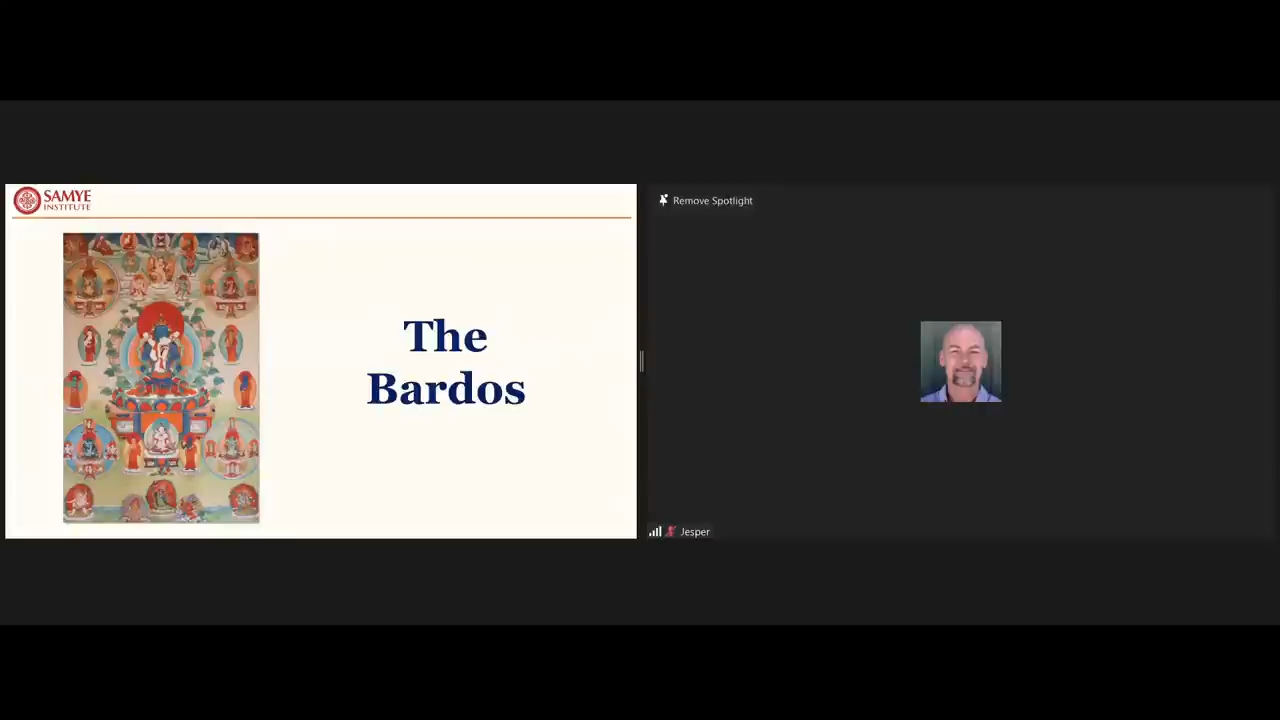 SAMYE
INSTITUTE
The
Bardos
Remove Spotlight
Jesper